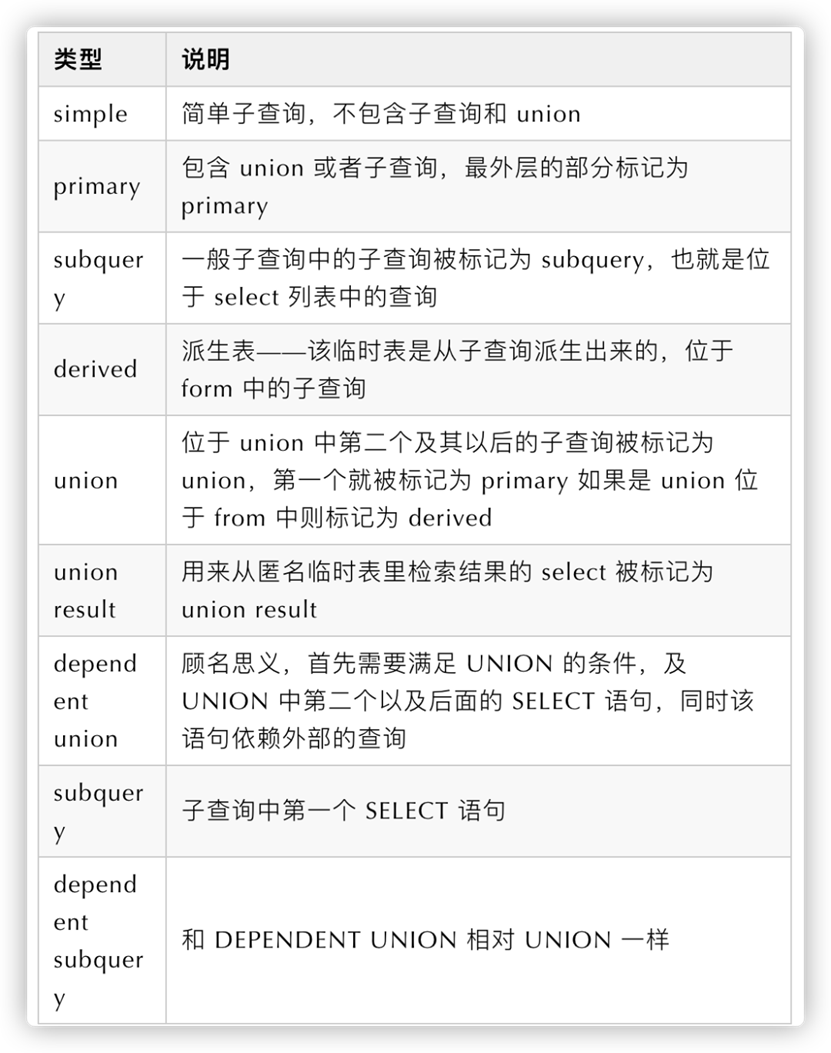 类型
说明
simple
简单子查询，不包含子查询和 union
primary
包含 union 或者子查询，最外层的部分标记为
primary
subquer
y
一般子查询中的子查询被标记为 subquery，也就是位
于 select 列表中的查询
derived
派生表——该临时表是从子查询派生出来的，位于
form 中的子查询
union
位于 union 中第二个及其以后的子查询被标记为
union，第一个就被标记为 primary 如果是 union 位
于 from 中则标记为 derived
union
result
用来从匿名临时表里检索结果的 select 被标记为
union result
depend
ent
union
顾名思义，首先需要满足 UNION 的条件，及
UNION 中第二个以及后面的 SELECT 语句，同时该
语句依赖外部的查询
subquer
y
子查询中第一个 SELECT 语句
depend
ent
subquer
y
和 DEPENDENT UNION 相对 UNION 一样